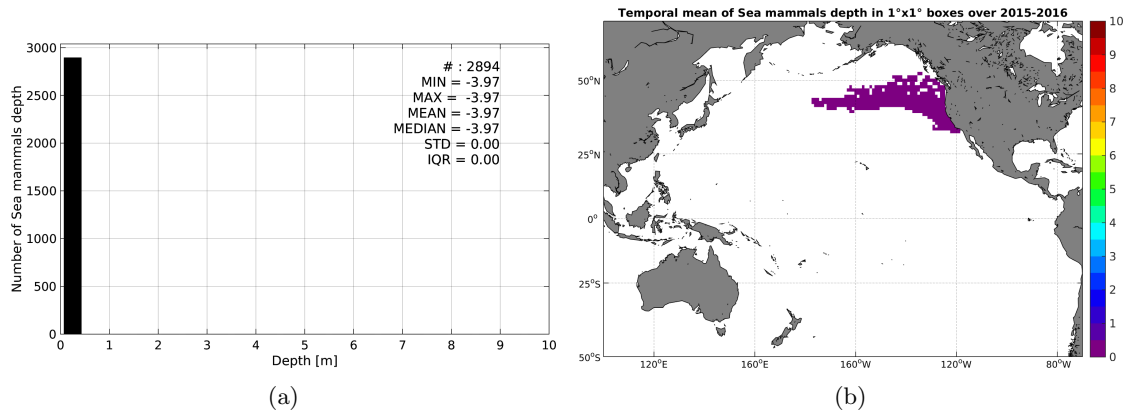 Temporal mean of Sea mammals depth in 1°x1° boxes over 2015-2016
3000
2500
2000
1500
1000
500
0
Number of Sea mammals depth
# : 2894
MIN = -3.97
MAX = -3.97
MEAN = -3.97
MEDIAN = -3.97
STD = 0.00
IQR = 0.00
0 1 2 3 4 5 6 7 8 9 10
Depth [m]
(a)
50°N
25°N
0°
25°S
50°S
120°E 160°E 160°W 120°W 80°W
10
9
8
7
6
5
4
3
2
1
0
(b)